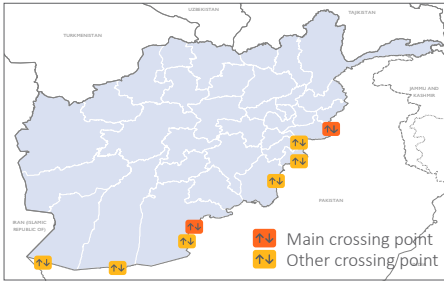 UZBEKISTAN
TAJIKISTAN
TURKMENISTAN
JAMMU AND
KASHMIR
PAKISTAN
IRAN (ISLAMIC
REPUBLIC OF)
Main crossing point
Other crossing point